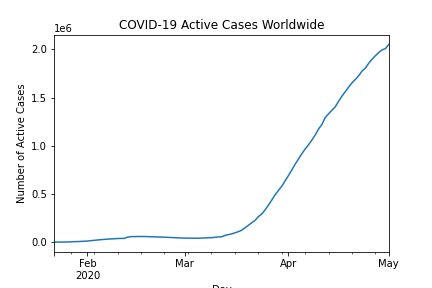 COVID-19 Active Cases Worldwide
1e6
2.0
1.5
1.0
0.5
0.0
Number of Active Cases
Feb
2020
Mar
Apr
May